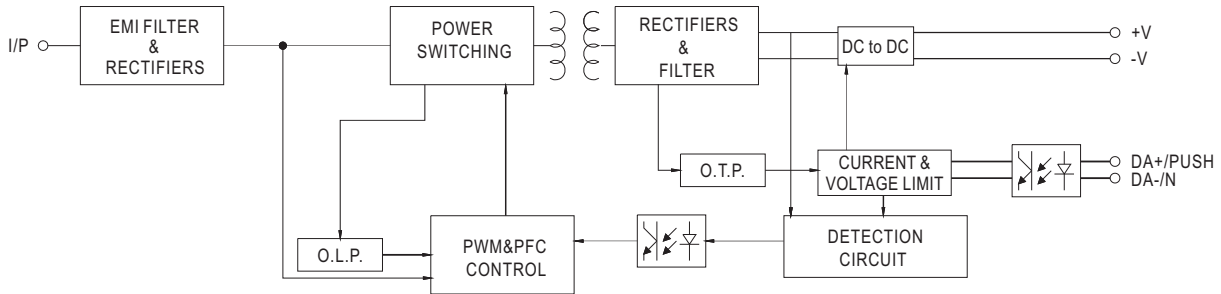 I/P
EMI FILTER
&
RECTIFIERS
POWER
SWITCHING
RECTIFIERS
&
FILTER
DC to DC
+V
-V
O.T.P.
CURRENT &
VOLTAGE LIMIT
DA+/PUSH
DA-/N
O.L.P.
PWM&PFC
CONTROL
DETECTION
CIRCUIT